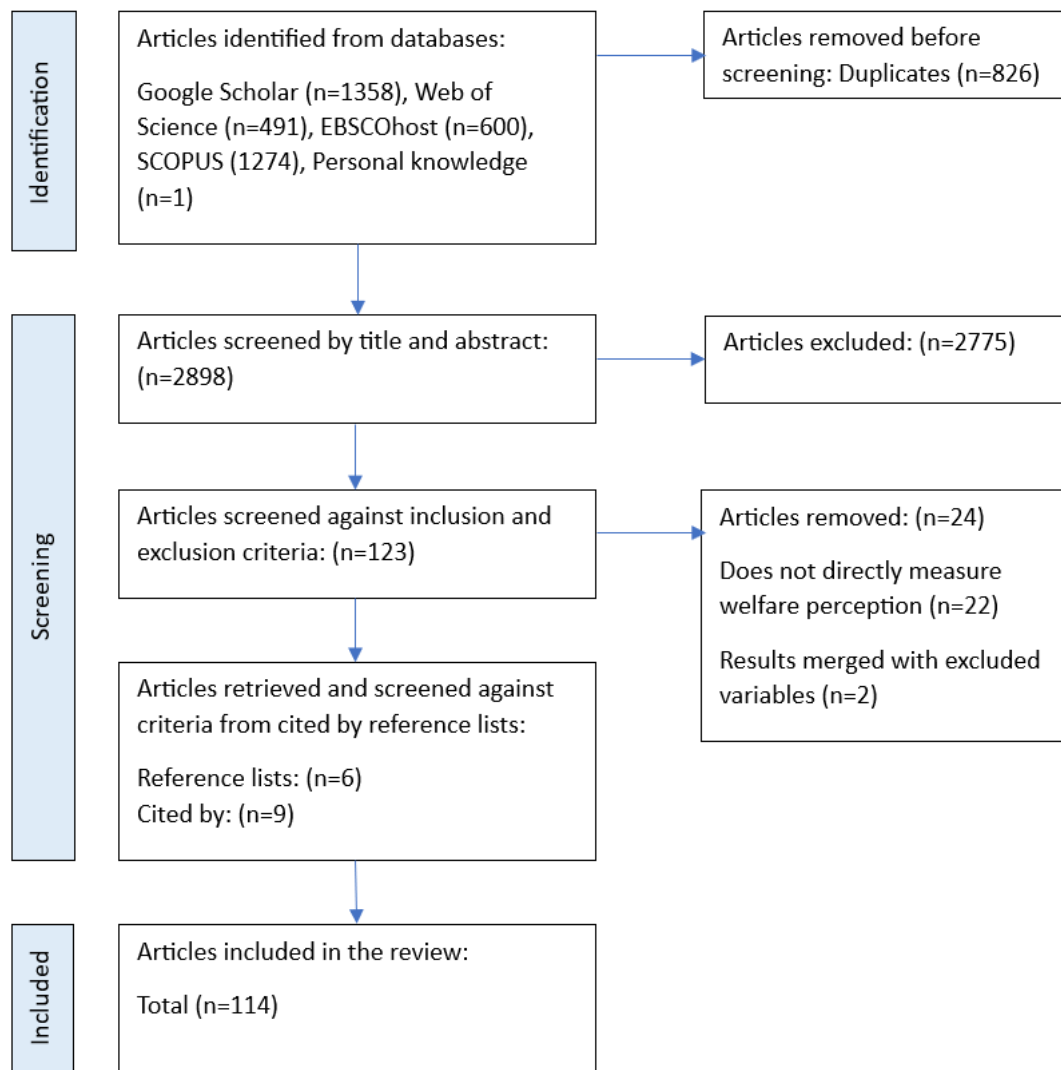 Identification
Articles identified from databases:
Google Scholar (n=1358), Web of
Science (n=491), EBSCOhost (n=600),
SCOPUS (1274), Personal knowledge
(n=1)
Articles removed before
screening: Duplicates (n=826)
Screening
Articles screened by title and abstract:
(n=2898)
Articles excluded: (n=2775)
Articles screened against inclusion and
exclusion criteria: (n=123)
Articles removed: (n=24)
Does not directly measure
welfare perception (n=22)
Results merged with excluded
variables (n=2)
Articles retrieved and screened against
criteria from cited by reference lists:
Reference lists: (n=6)
Cited by: (n=9)
Included
Articles included in the review:
Total (n=114)